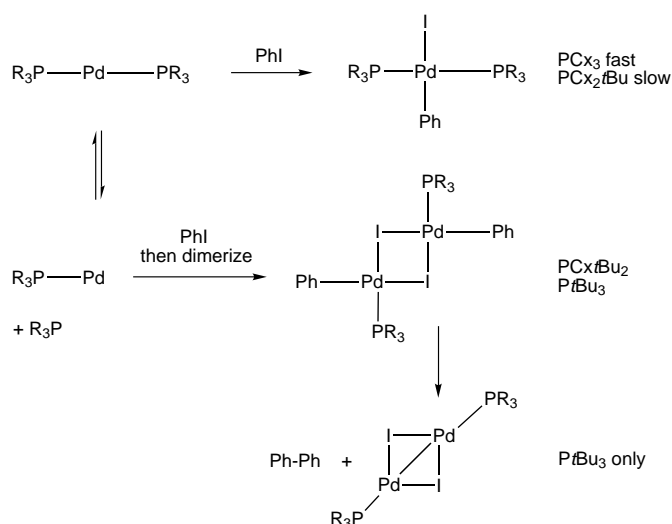 I
R3P Pd PR3
PhI
R3P Pd PR3
Ph
PCx3 fast
PCx2tBu slow
PR3
I Pd Ph
PhI
then dimerize
R3P Pd
Ph Pd I
PCxtBu2
PtBu3
+ R3P
PR3
PR3
I Pd
Ph-Ph +
PtBu3 only
Pd I
R3P